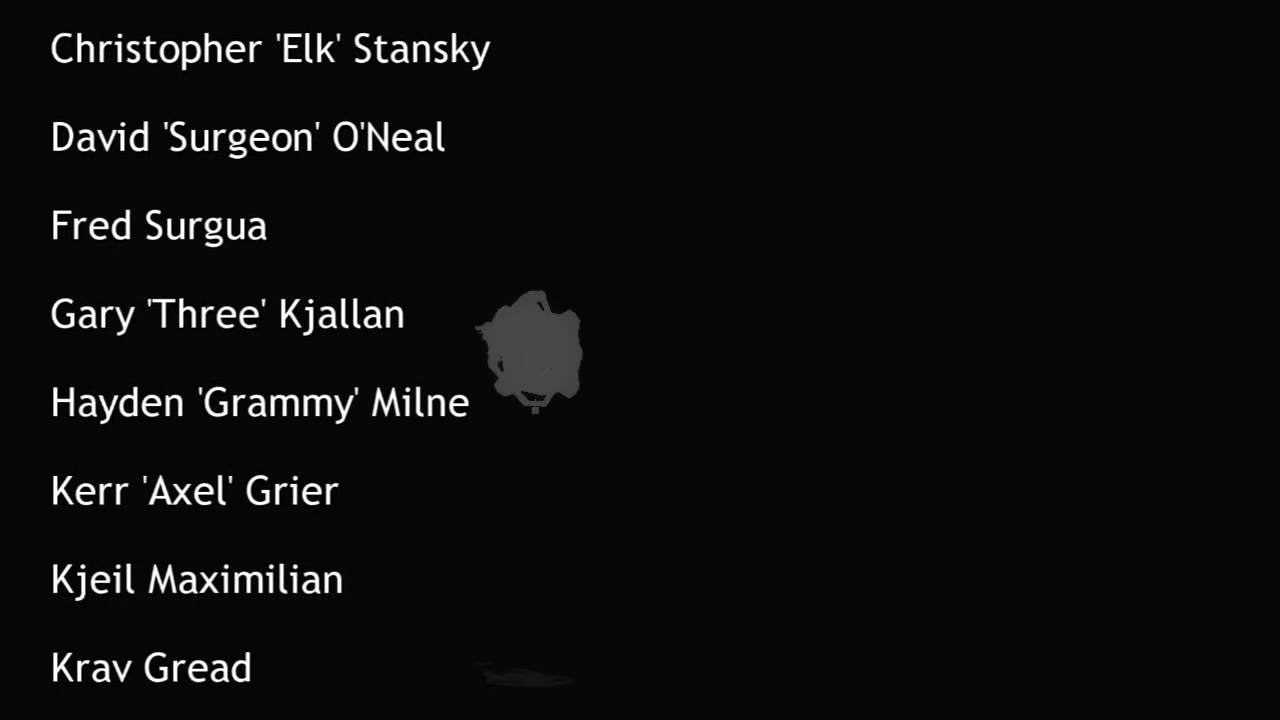 Christopher 'Elk' Stansky
David 'Surgeon' O'Neal
Fred Surgua
Gary 'Three' Kjallan
Hayden 'Grammy' Milne
Kerr 'Axel' Grier
Kjeil Maximilian
Krav Gread